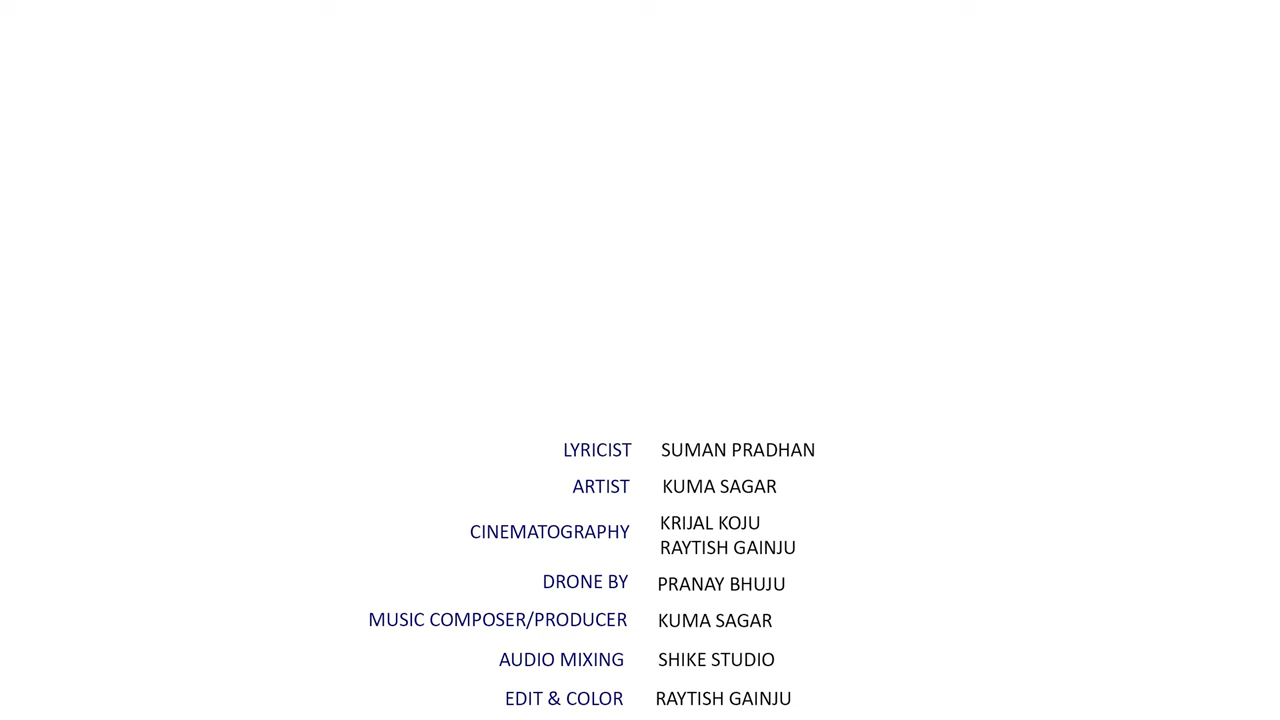 LYRICIST SUMAN PRADHAN
ARTIST KUMA SAGAR
CINEMATOGRAPHY KRIJAL KOJU
RAYTISH GAINJU
DRONE BY PRANAY BHUJU
MUSIC COMPOSER/PRODUCER KUMA SAGAR
AUDIO MIXING SHIKE STUDIO
EDIT & COLOR RAYTISH GAINJU